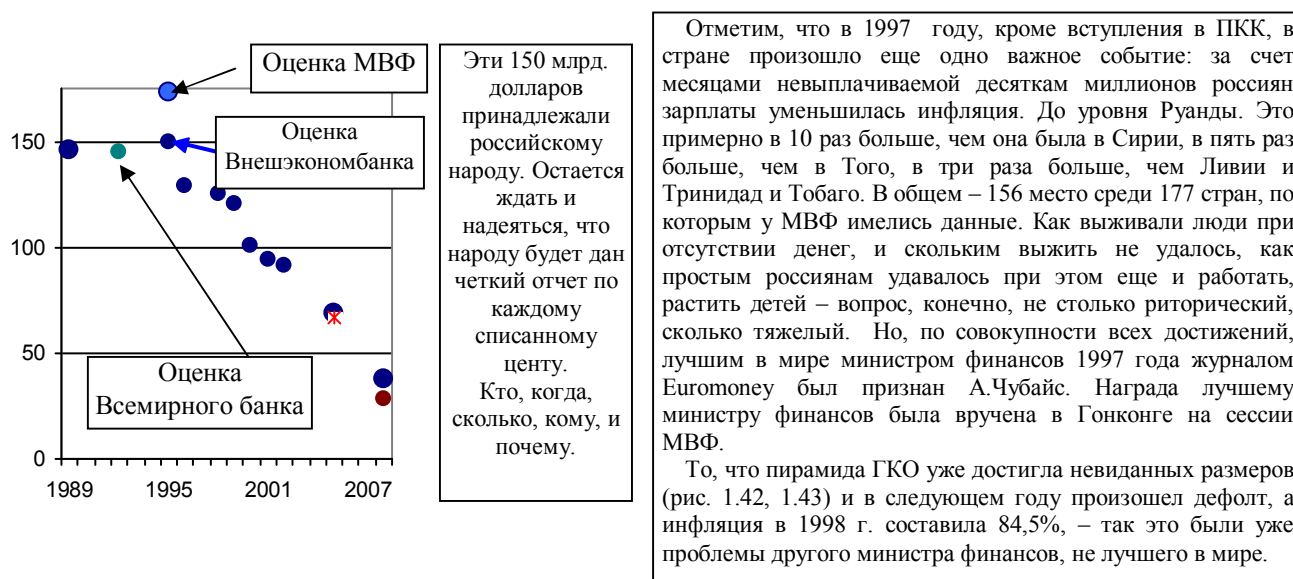 Оценка МВФ
Оценка
Внешэкономбанка
150
100
50
0
Оценка
Всемирного банка
1989
1995
2001
2007
Эти 150 млрд.
долларов
принадлежали
российскому
народу. Остается
ждать и
надеяться, что
народу будет дан
четкий отчет по
каждому
списанному
центу.
Кто, когда,
сколько, кому, и
почему.
Отметим, что в 1997 году, кроме вступления в ПКК, в
стране произошло еще одно важное событие: за счет
месяцами невыплачиваемой десяткам миллионов россиян
зарплаты уменьшилась инфляция. До уровня Руанды. Это
примерно в 10 раз больше, чем она была в Сирии, в пять раз
больше, чем в Того, в три раза больше, чем Ливии и
Тринидад и Тобаго. В общем – 156 место среди 177 стран, по
которым у МВФ имелись данные. Как выживали люди при
отсутствии денег, и скольким выжить не удалось, как
простым россиянам удавалось при этом еще и работать,
растить детей – вопрос, конечно, не столько риторический,
сколько тяжелый. Но, по совокупности всех достижений,
лучшим в мире министром финансов 1997 года журналом
Euromoney был признан А.Чубайс. Награда лучшему
министру финансов была вручена в Гонконге на сессии
МВФ.
То, что пирамида ГКО уже достигла невиданных размеров
(рис. 1.42, 1.43) и в следующем году произошел дефолт, а
инфляция в 1998 г. составила 84,5%, – так это были уже
проблемы другого министра финансов, не лучшего в мире.